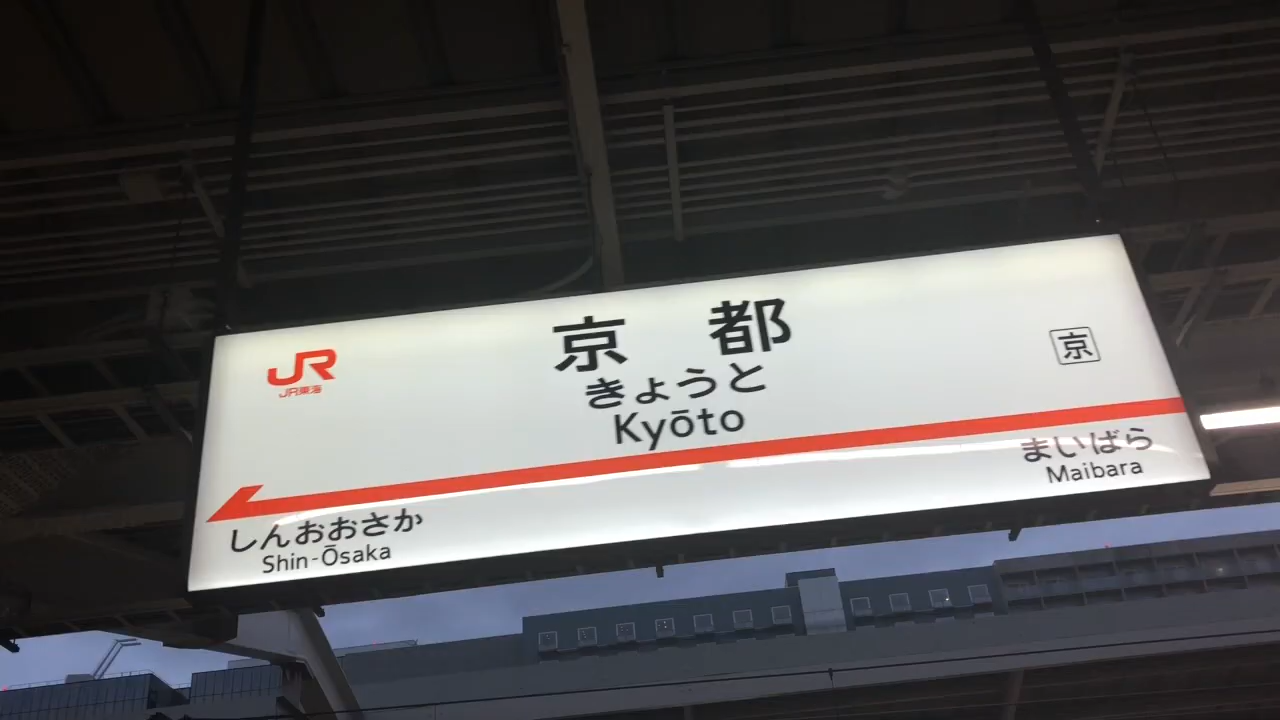 JR
JR東海
京都
京
きょうと
Kyōto
まいばら
Maibara
しんおおさか
Shin-Ōsaka